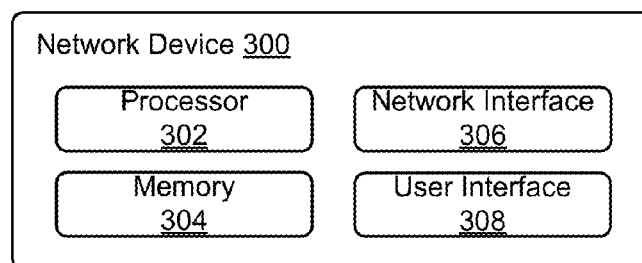 Network Device 300
Processor
302
Network Interface
306
Memory
304
User Interface
308